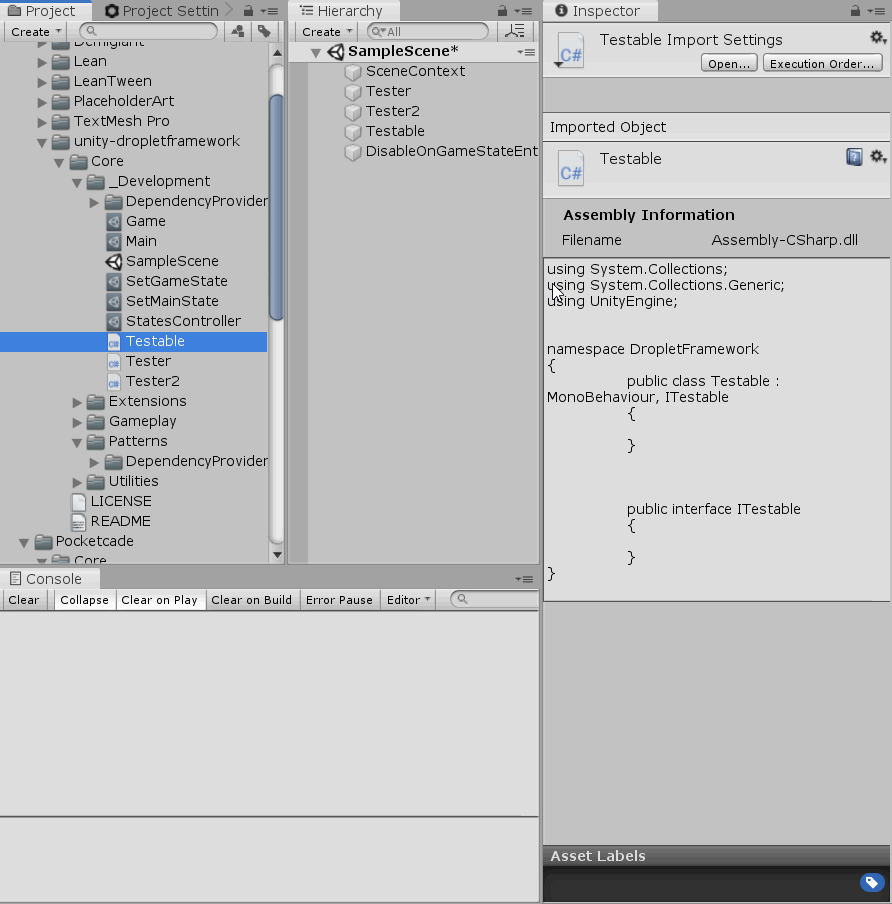 Project
Project Settin
Create
Demigiant
Lean
LeanTween
PlaceholderArt
TextMesh Pro
unity-dropletframework
Core
_Development
DependencyProvider
Game
Main
SampleScene
SetGameState
SetMainState
StatesController
Testable
Tester
Tester2
Extensions
Gameplay
Patterns
DependencyProvider
Utilities
LICENSE
README
Pocketcade
Core
Hierarchy
Create
All
SampleScene*
SceneContext
Tester
Tester2
Testable
DisableOnGameStateEnt
Console
Clear
Collapse
Clear on Play
Clear on Build
Error Pause
Editor
Inspector
Testable Import Settings
Open...
Execution Order...
C#
Imported Object
Testable
C#
Assembly Information
Filename Assembly-CSharp.dll
using System.Collections;
using System.Collections.Generic;
using UnityEngine;
namespace DropletFramework
{
public class Testable :
MonoBehaviour, ITestable
{
}
public interface ITestable
{
}
}
Asset Labels